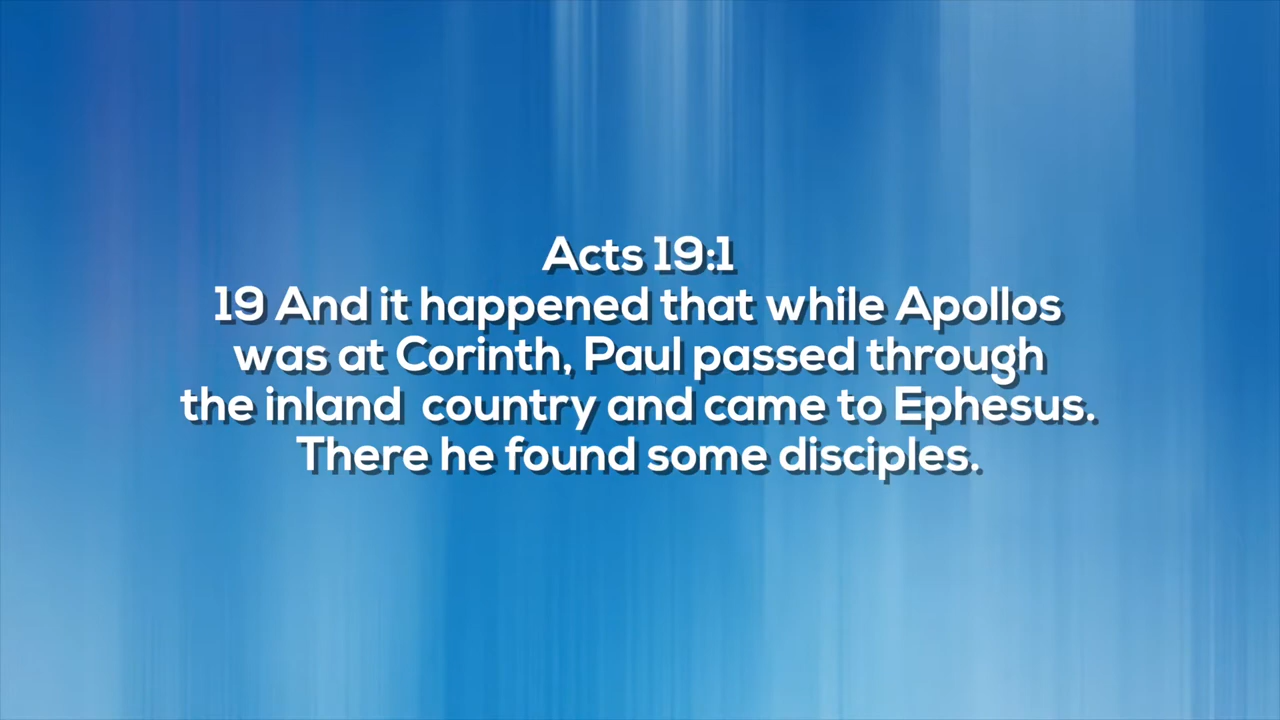 Acts 19:1
19 And it happened that while Apollos
was at Corinth, Paul passed through
the inland  country and came to Ephesus.
There he found some disciples.